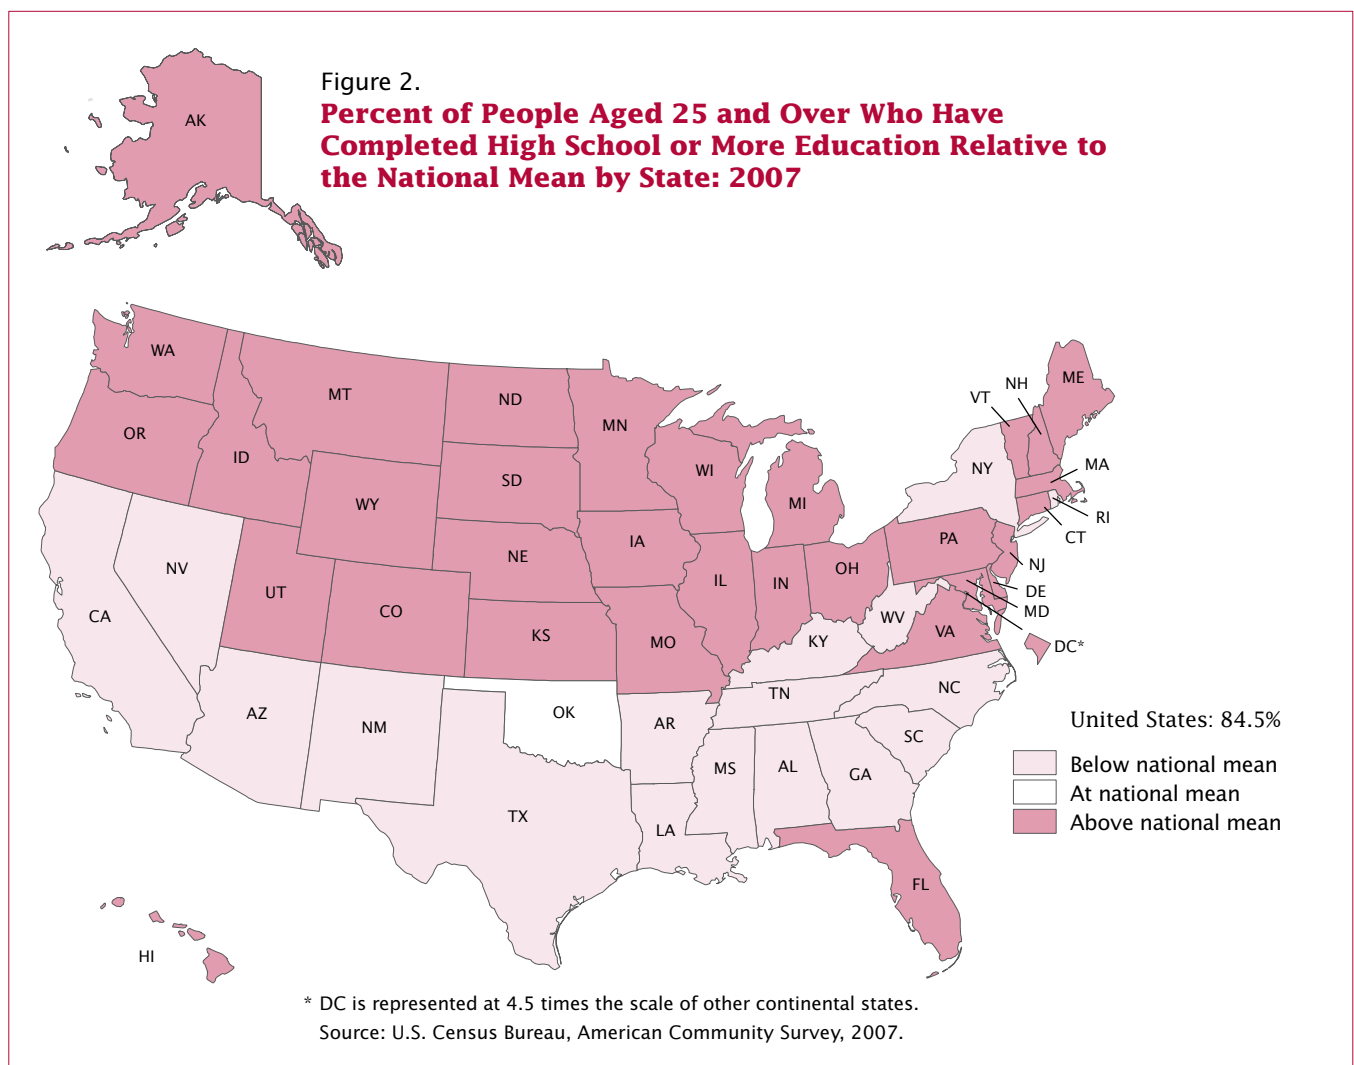 Figure 2.
Percent of People Aged 25 and Over Who Have
Completed High School or More Education Relative to
the National Mean by State: 2007
AK
WA
MT
ND
MN
VT
NH
ME
OR
ID
SD
WI
NY
MA
WY
MI
RI
CT
IA
PA
NV
NE
OH
NJ
UT
IL
IN
DE
CA
CO
WV
MD
KS
MO
KY
VA
DC*
TN
NC
AZ
NM
OK
AR
SC
MS
AL
GA
TX
LA
FL
HI
United States: 84.5%
Below national mean
At national mean
Above national mean
* DC is represented at 4.5 times the scale of other continental states.
Source: U.S. Census Bureau, American Community Survey, 2007.